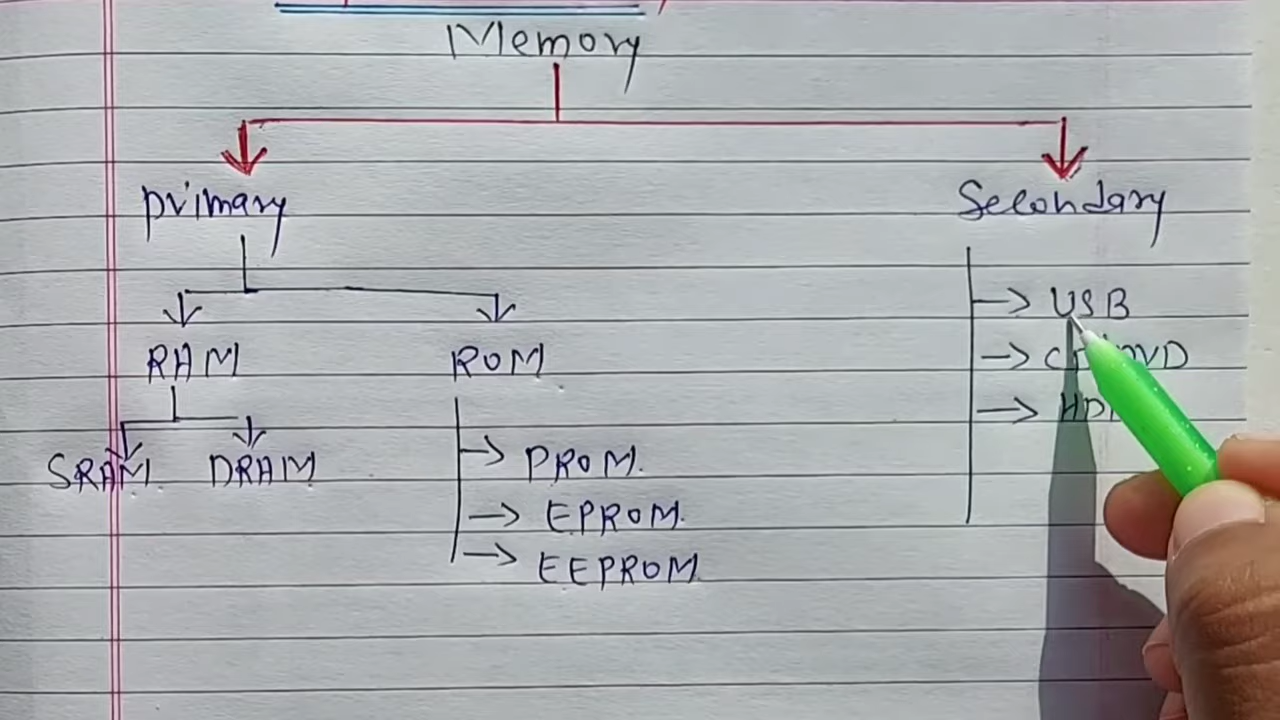 Memory
Primary
Secondary
RAM
ROM
SRAM
DRAM
PROM.
EPROM.
EEPROM.
USB